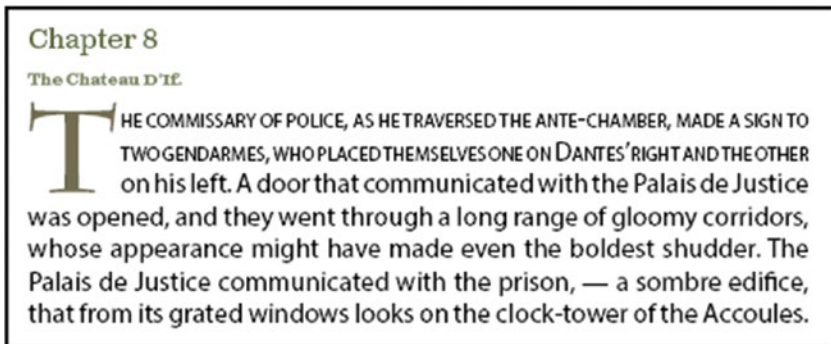 Chapter 8
The Chateau D'If.
THE COMMISSARY OF POLICE, AS HE TRAVERSED THE ANTE-CHAMBER, MADE A SIGN TO
TWO GENDARMES, WHO PLACED THEMSELVES ONE ON DANTES' RIGHT AND THE OTHER
on his left. A door that communicated with the Palais de Justice
was opened, and they went through a long range of gloomy corridors,
whose appearance might have made even the boldest shudder. The
Palais de Justice communicated with the prison, — a sombre edifice,
that from its grated windows looks on the clock-tower of the Accoules.